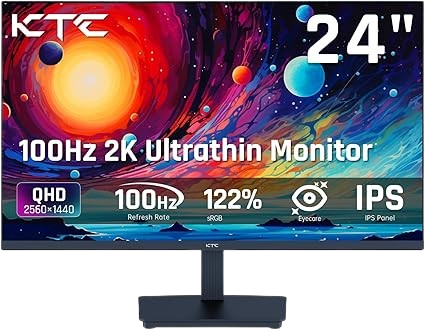 KTC
24"
100Hz 2K Ultrathin Monitor
QHD
2560×1440
100Hz
Refresh Rate
122%
sRGB
Eyecare
IPS
IPS Panel
KTC